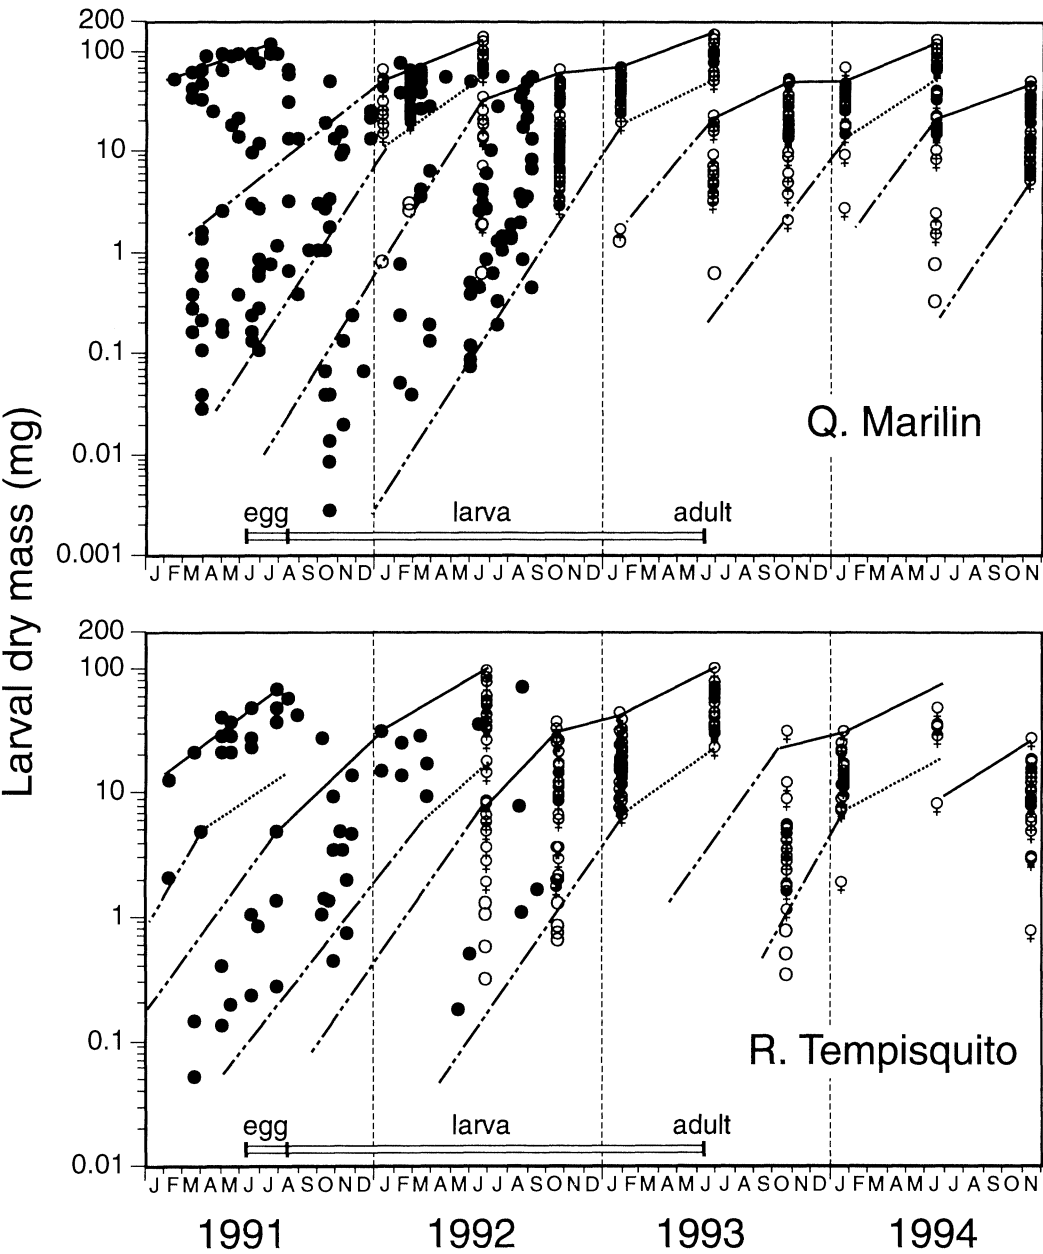 Larval dry mass (mg)
200
100
10
1
0.1
0.01
0.001
Q. Marilin
egg larva adult
J F M A M J J A S O N D J F M A M J J A S O N D J F M A M J J A S O N D J F M A M J J A S O N
200
100
10
1
0.1
0.01
R. Tempisquito
egg larva adult
J F M A M J J A S O N D J F M A M J J A S O N D J F M A M J J A S O N D J F M A M J J A S O N
1991 1992 1993 1994